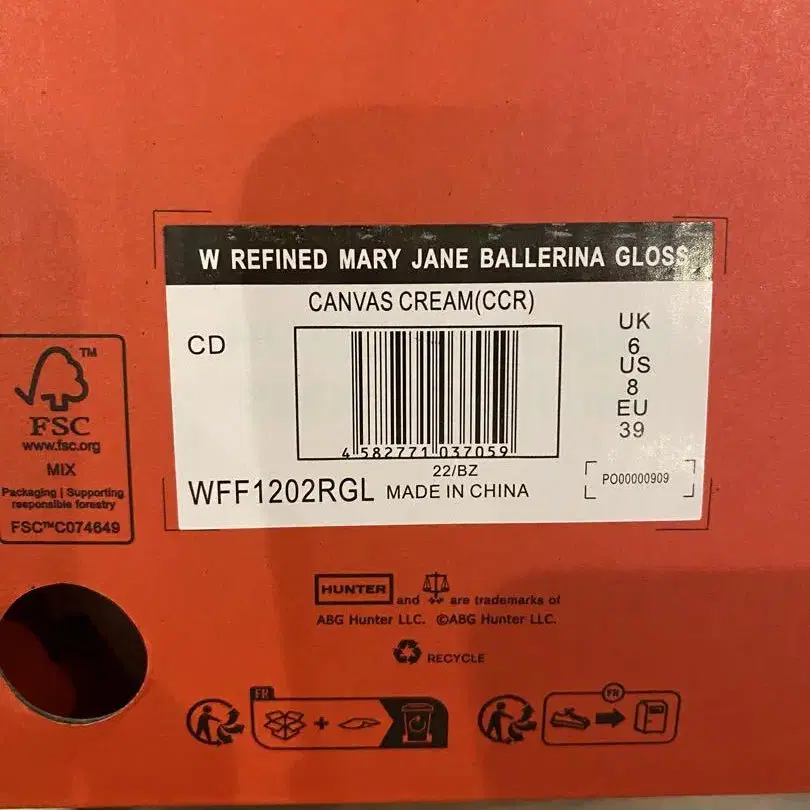 W REFINED MARY JANE BALLERINA GLOSS
CANVAS CREAM(CCR)
CD
UK
6
US
8
EU
39
4 582771 037059
22/BZ
WFF1202RGL MADE IN CHINA
PO00000909
TM
FSC
www.fsc.org
MIX
Packaging | Supporting
responsible forestry
FSC™C074649
HUNTER and are trademarks of
ABG Hunter LLC. ©ABG Hunter LLC.
RECYCLE
FR
+
FR